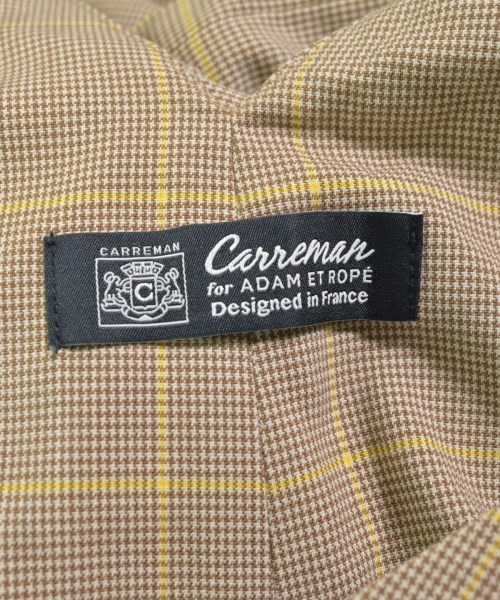 CARREMAN
C
Carreman
for ADAM ET ROPÉ
Designed in France